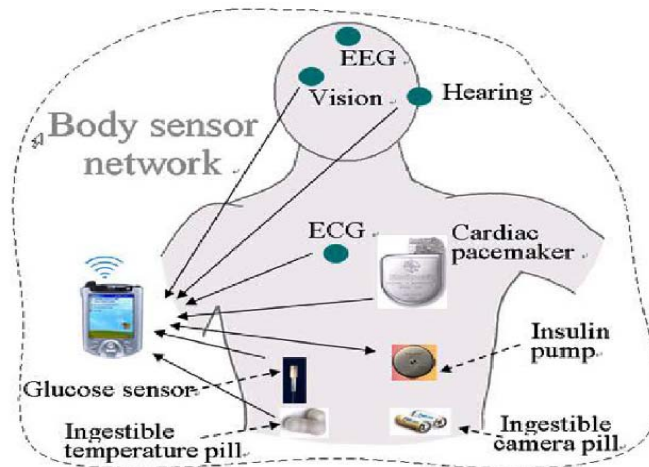 EEG
Vision
Hearing
Body sensor
network
ECG
Cardiac
pacemaker
Insulin
pump
Glucose sensor
Ingestible
temperature pill
Ingestible
camera pill